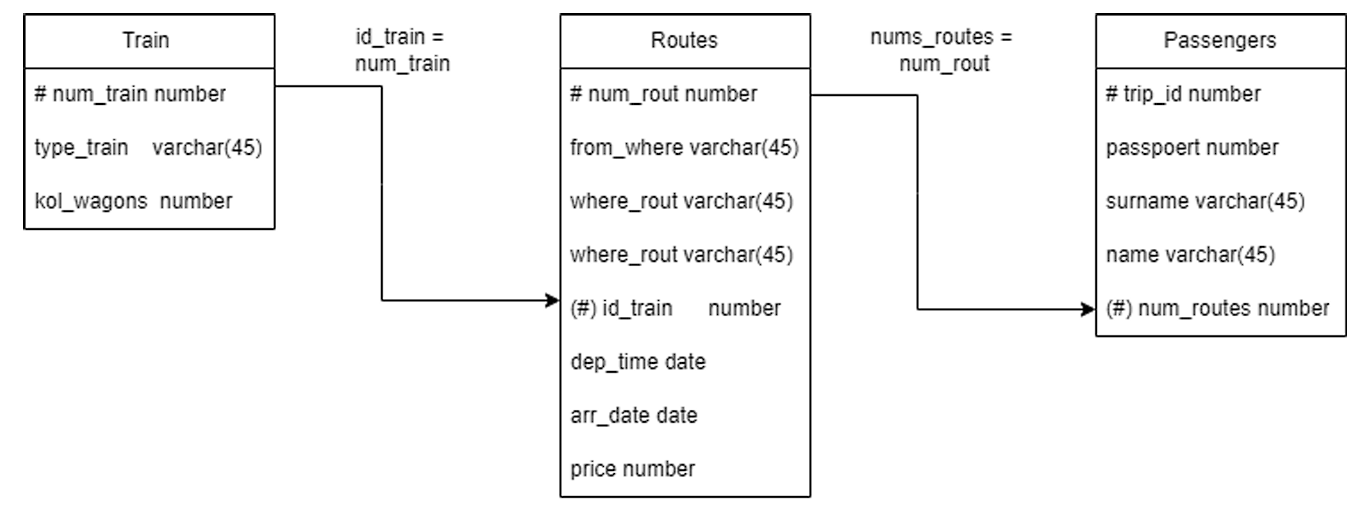 Train
# num_train number
type_train varchar(45)
kol_wagons number
id_train =
num_train
Routes
# num_rout number
from_where varchar(45)
where_rout varchar(45)
where_rout varchar(45)
(#) id_train number
dep_time date
arr_date date
price number
nums_routes =
num_rout
Passengers
# trip_id number
passpoert number
surname varchar(45)
name varchar(45)
(#) num_routes number